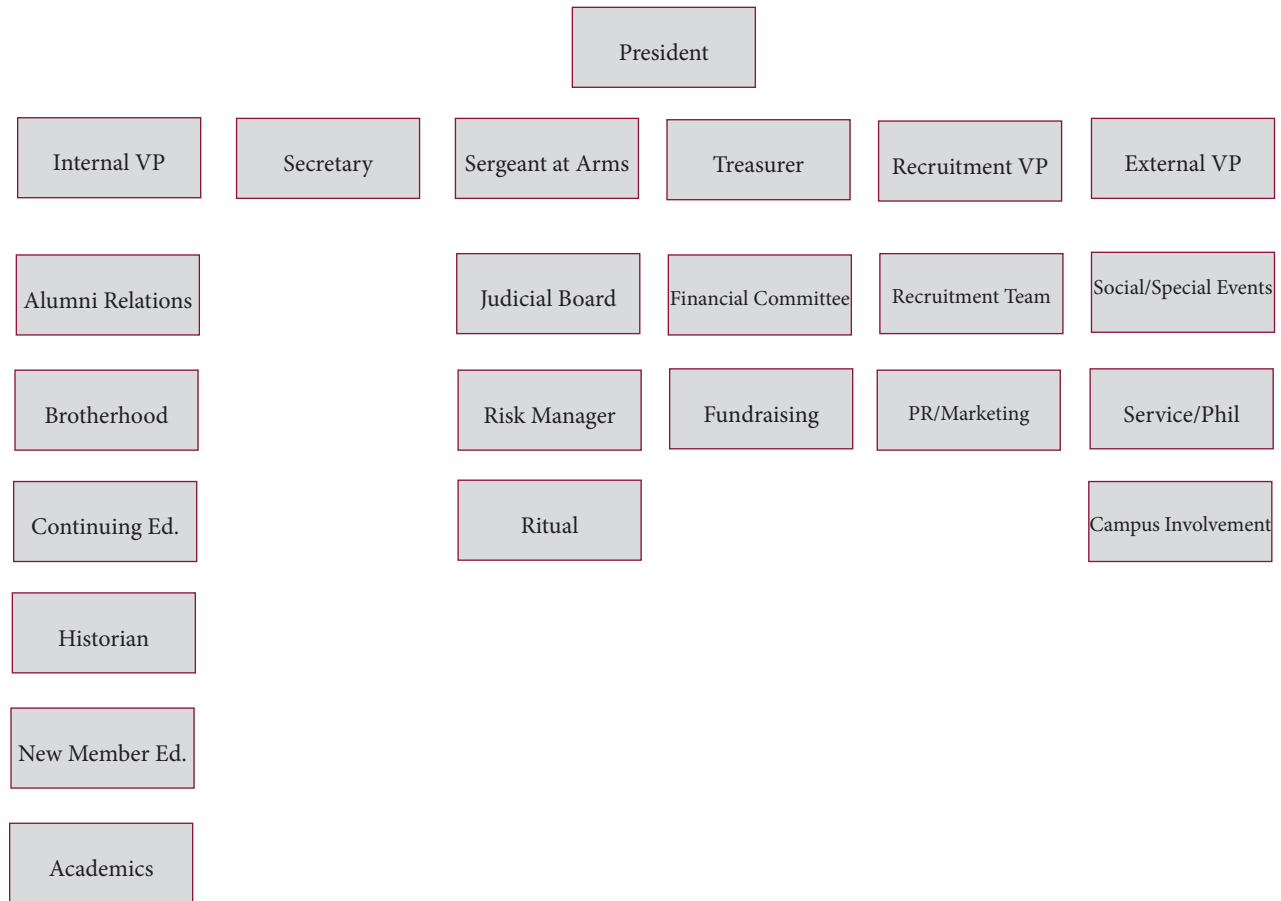 President
Internal VP
Secretary
Sergeant at Arms
Treasurer
Recruitment VP
External VP
Alumni Relations
Judicial Board
Financial Committee
Recruitment Team
Social/Special Events
Brotherhood
Risk Manager
Fundraising
PR/Marketing
Service/Phil
Continuing Ed.
Ritual
Campus Involvement
Historian
New Member Ed.
Academics